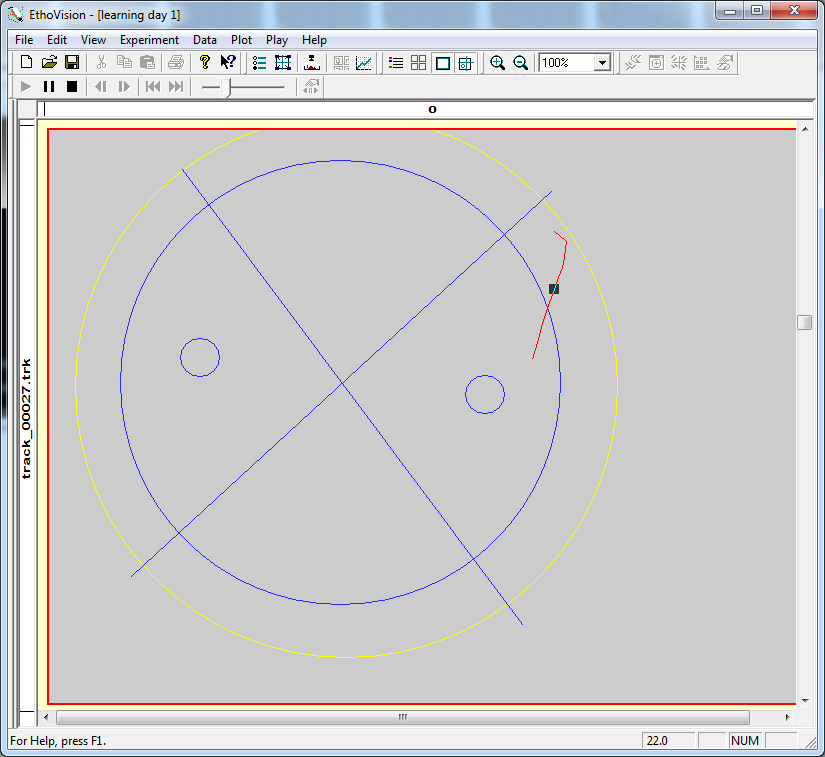 EthoVision - [learning day 1]
File Edit View Experiment Data Plot Play Help
100%
o
track_00027.trk
For Help, press F1.
22.0
NUM